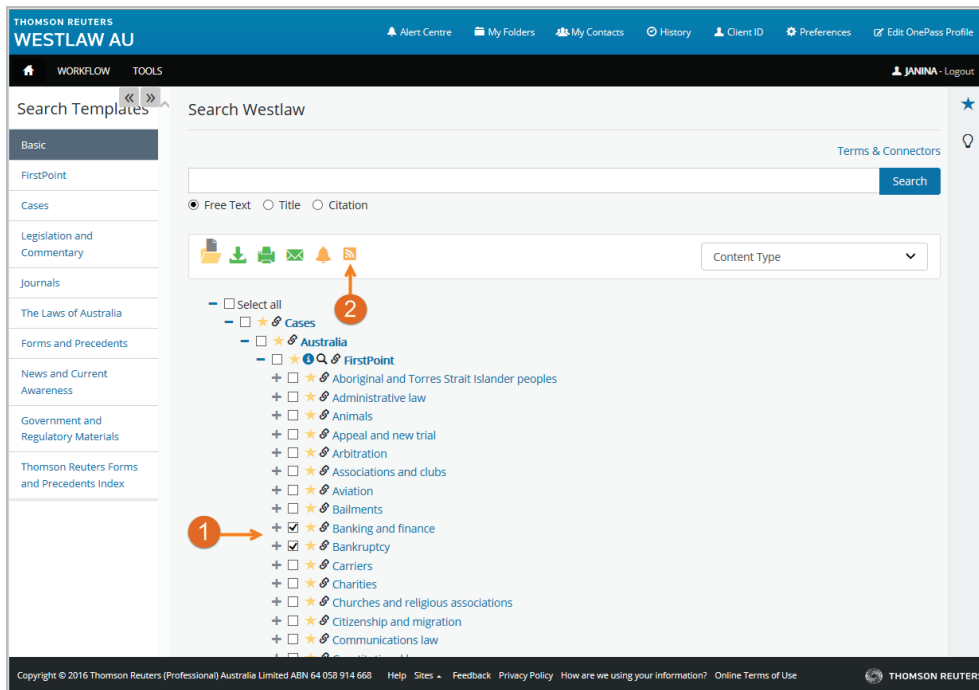 THOMSON REUTERS
WESTLAW AU
Alert Centre My Folders My Contacts History Client ID Preferences Edit OnePass Profile
WORKFLOW TOOLS
JANINA - Logout
Search Templates
Basic
FirstPoint
Cases
Legislation and
Commentary
Journals
The Laws of Australia
Forms and Precedents
News and Current
Awareness
Government and
Regulatory Materials
Thomson Reuters Forms
and Precedents Index
Search Westlaw
Terms & Connectors
Search
Free Text Title Citation
Content Type
2
Select all
Cases
Australia
FirstPoint
Aboriginal and Torres Strait Islander peoples
Administrative law
Animals
Appeal and new trial
Arbitration
Associations and clubs
Aviation
Bailments
1
Banking and finance
Bankruptcy
Carriers
Charities
Churches and religious associations
Citizenship and migration
Communications law
Copyright © 2016 Thomson Reuters (Professional) Australia Limited ABN 64 058 914 668 Help Sites Feedback Privacy Policy How are we using your information? Online Terms of Use
THOMSON REUTER